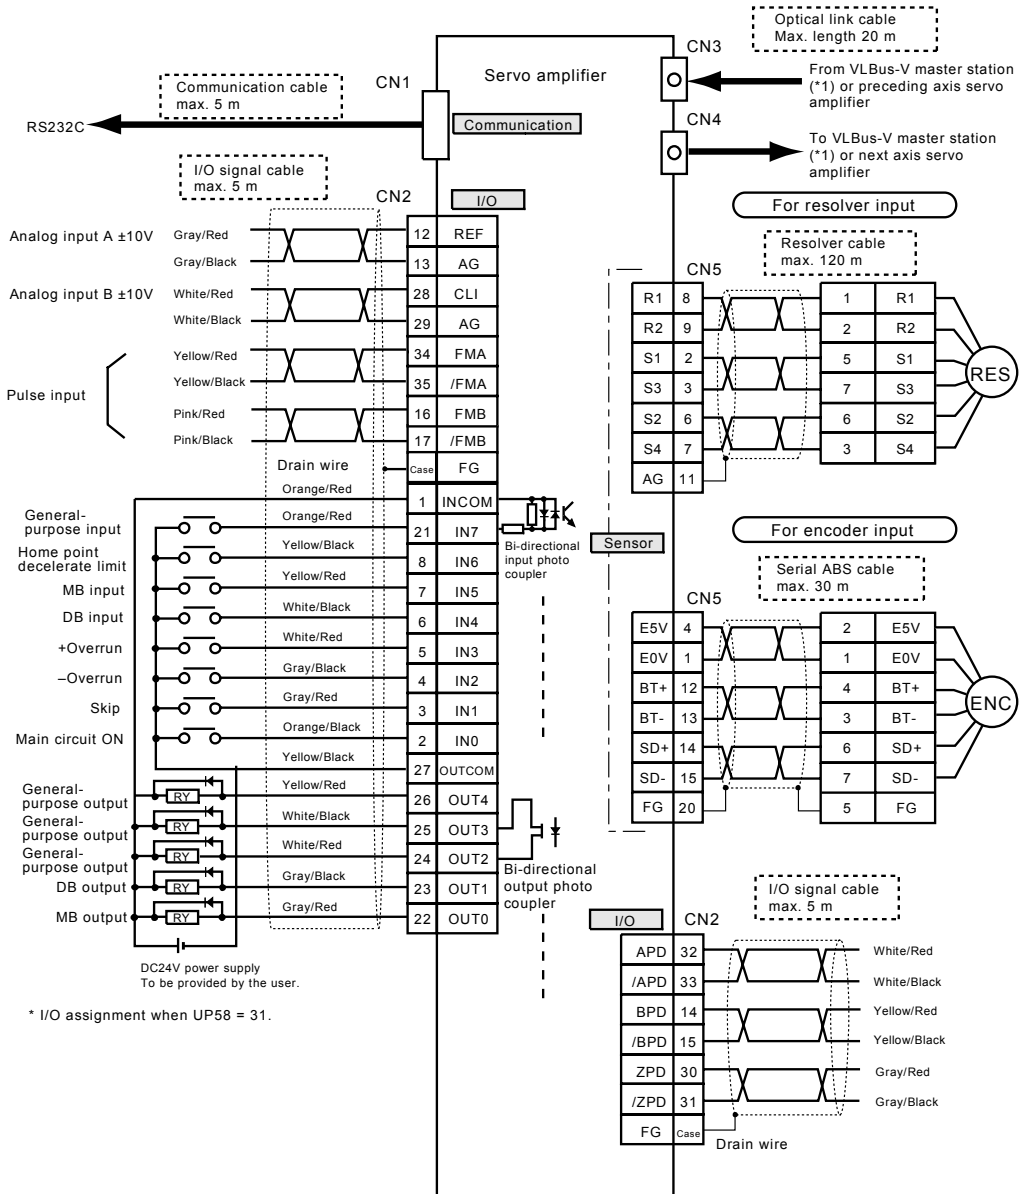 Optical link cable
Max. length 20 m
CN3
Servo amplifier
From VLBus-V master station
(*1) or preceding axis servo
amplifier
CN1
Communication cable
max. 5 m
RS232C
Communication
CN4
To VLBus-V master station
(*1) or next axis servo
amplifier
I/O signal cable
max. 5 m
CN2
I/O
Analog input A ±10V
Gray/Red
12 REF
Gray/Black
13 AG
Analog input B ±10V
White/Red
28 CLI
White/Black
29 AG
Pulse input
Yellow/Red
34 FMA
Yellow/Black
35 /FMA
Pink/Red
16 FMB
Pink/Black
17 /FMB
Drain wire
Case FG
Orange/Red
1 INCOM
General-
purpose input
Orange/Red
21 IN7
Bi-directional
input photo
coupler
Home point
decelerate limit
Yellow/Black
8 IN6
MB input
Yellow/Red
7 IN5
DB input
White/Black
6 IN4
+Overrun
White/Red
5 IN3
–Overrun
Gray/Black
4 IN2
Skip
Gray/Red
3 IN1
Main circuit ON
Orange/Black
2 IN0
Yellow/Black
27 OUTCOM
General-
purpose output
RY
Yellow/Red
26 OUT4
General-
purpose output
RY
White/Black
25 OUT3
General-
purpose output
RY
White/Red
24 OUT2
Bi-directional
output photo
coupler
DB output
RY
Gray/Black
23 OUT1
MB output
RY
Gray/Red
22 OUT0
DC24V power supply
To be provided by the user.
* I/O assignment when UP58 = 31.
For resolver input
Resolver cable
max. 120 m
CN5
R1 8 1 R1
R2 9 2 R2
S1 2 5 S1
S3 3 7 S3
S2 6 6 S2
S4 7 3 S4
AG 11
RES
Sensor
For encoder input
Serial ABS cable
max. 30 m
CN5
E5V 4 2 E5V
E0V 1 1 E0V
BT+ 12 4 BT+
BT- 13 3 BT-
SD+ 14 6 SD+
SD- 15 7 SD-
FG 20 5 FG
ENC
I/O signal cable
max. 5 m
I/O
CN2
APD 32 White/Red
/APD 33 White/Black
BPD 14 Yellow/Red
/BPD 15 Yellow/Black
ZPD 30 Gray/Red
/ZPD 31 Gray/Black
FG Case
Drain wire